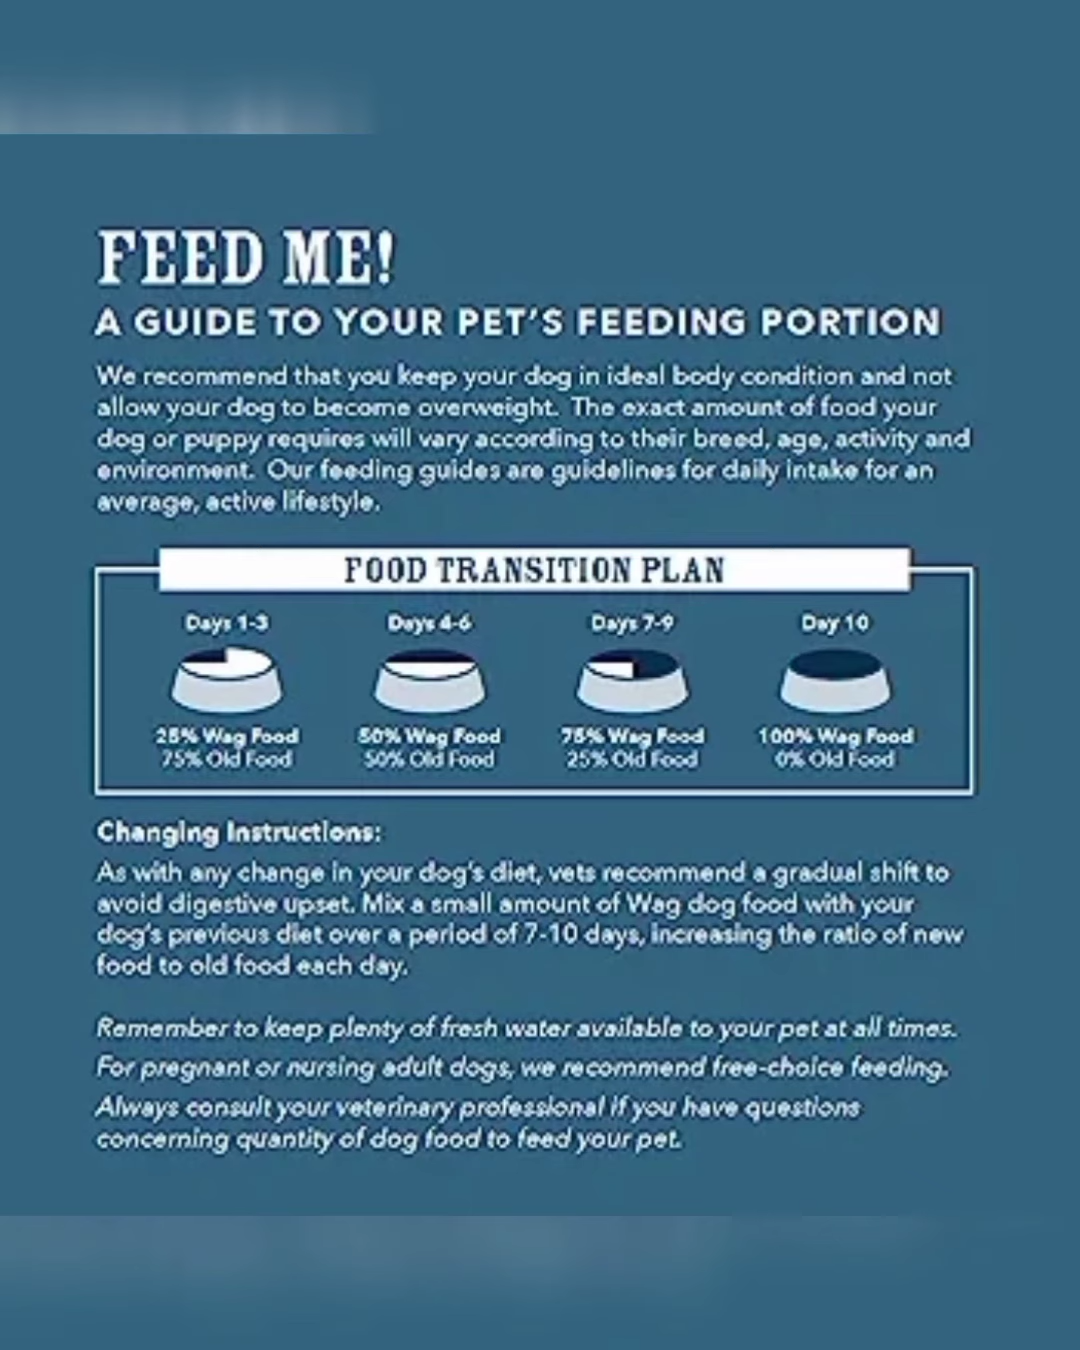 FEED ME!
A GUIDE TO YOUR PET'S FEEDING PORTION
We recommend that you keep your dog in ideal body condition and not
allow your dog to become overweight. The exact amount of food your
dog or puppy requires will vary according to their breed, age, activity and
environment. Our feeding guides are guidelines for daily intake for an
average, active lifestyle.
FOOD TRANSITION PLAN
Days 1-3 Days 4-6 Days 7-9 Day 10
25% Wag Food 50% Wag Food 75% Wag Food 100% Wag Food
75% Old Food 50% Old Food 25% Old Food 0% Old Food
Changing Instructions:
As with any change in your dog's diet, vets recommend a gradual shift to
avoid digestive upset. Mix a small amount of Wag dog food with your
dog's previous diet over a period of 7-10 days, increasing the ratio of new
food to old food each day.
Remember to keep plenty of fresh water available to your pet at all times.
For pregnant or nursing adult dogs, we recommend free-choice feeding.
Always consult your veterinary professional if you have questions
concerning quantity of dog food to feed your pet.